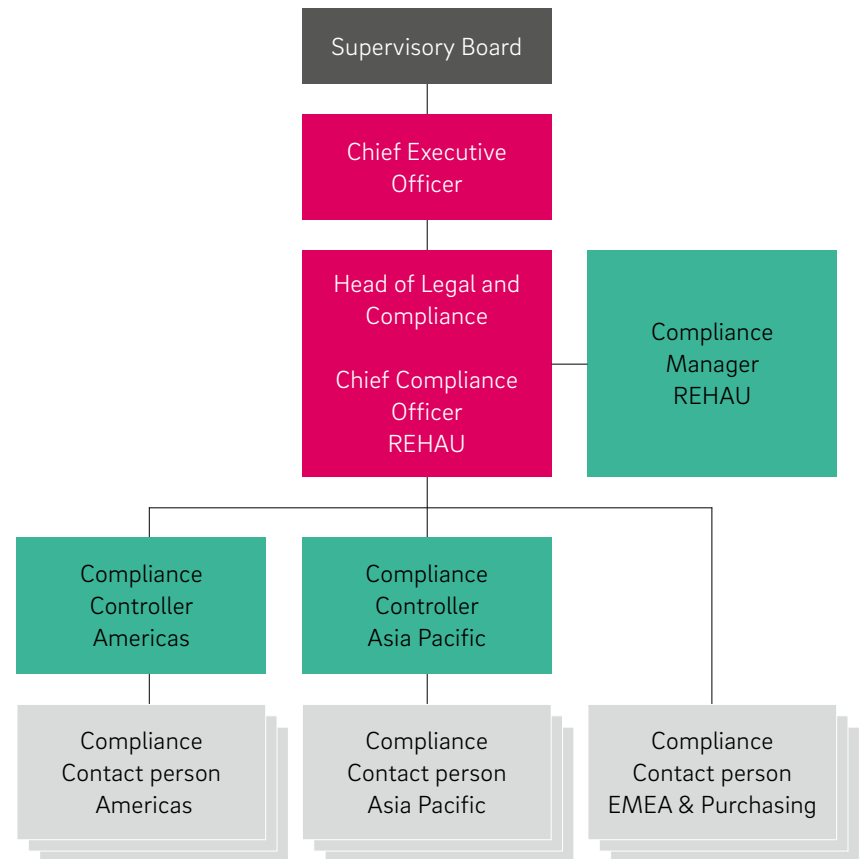 Supervisory Board
Chief Executive
Officer
Head of Legal and
Compliance
Chief Compliance
Officer
REHAU
Compliance
Manager
REHAU
Compliance
Controller
Americas
Compliance
Controller
Asia Pacific
Compliance
Contact person
Americas
Compliance
Contact person
Asia Pacific
Compliance
Contact person
EMEA & Purchasing